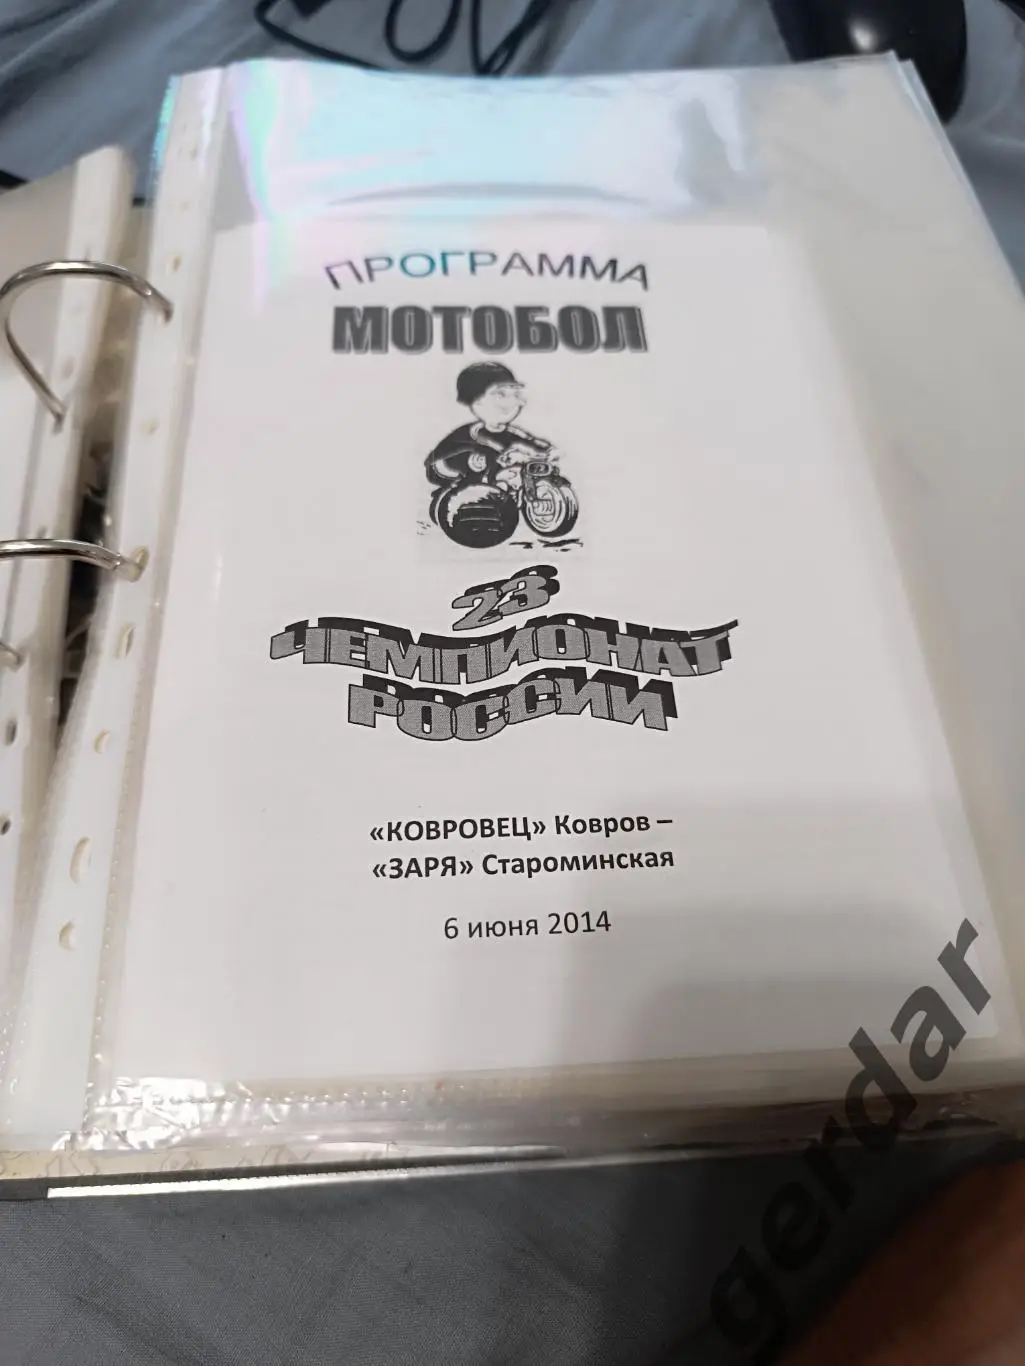 ПРОГРАММА
МОТОБОЛ
23
ЧЕМПИОНАТ
РОССИИ
«КОВРОВЕЦ» Ковров –
«ЗАРЯ» Староминская
6 июня 2014
gerdar